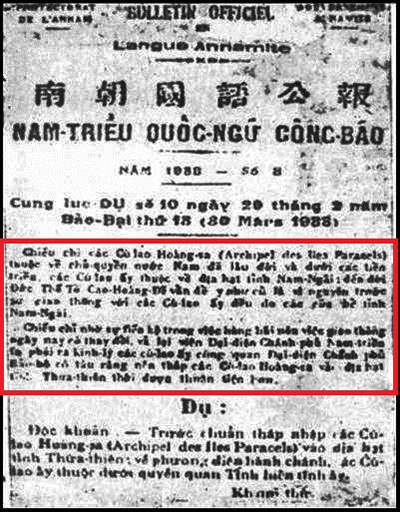 PROTECTORAT
DE L'ANNAM
BULLETIN OFFICIEL
EN
Langue Annamite
南朝國語公報
NAM-TRIỀU QUỐC-NGỮ CÔNG-BÁO
NĂM 1938 — Số 8
Cung lục DỤ số 10 ngày 29 tháng 2 năm
Bảo-Đại thứ 13 (30 Mars 1938)
Chiếu chỉ các Cù-lao Hoàng-sa (Archipel des Iles Paracels)
thuộc về chủ-quyền nước Nam đã lâu đời và dưới các tiền
triều, các Cù-lao ấy thuộc về địa hạt tỉnh Nam-Ngãi; đến đời
Đức Thế Tổ Cao-Hoàng-Đế vẫn để y như cũ là vì nguyên trước
sự giao thông với các Cù-lao ấy đều do các cửa bể tỉnh
Nam-Ngãi.
Chiếu chỉ nhờ sự tiến bộ trong việc hàng hải nên việc giao thông
ngày nay có thay đổi, vả lại viên Đại-diện Chánh-phủ Nam-triều
ủy phái ra kinh-lý các cù-lao ấy cùng quan Đại-diện Chánh-phủ
Bảo-hộ có tâu rằng nên tháp các Cù-lao Hoàng-sa vào địa hạt
Thừa-thiên thời được thuận tiện hơn.
Dụ :
Độc khoản — Trước chuẩn tháp nhập các Cù-
lao Hoàng-sa (Archipel des Iles Paracels) vào địa hạt
tỉnh Thừa-thiên; về phương diện hành chánh, các Cù-
lao ấy thuộc dưới quyền quan Tỉnh hiến tỉnh ấy.
Khâm thử